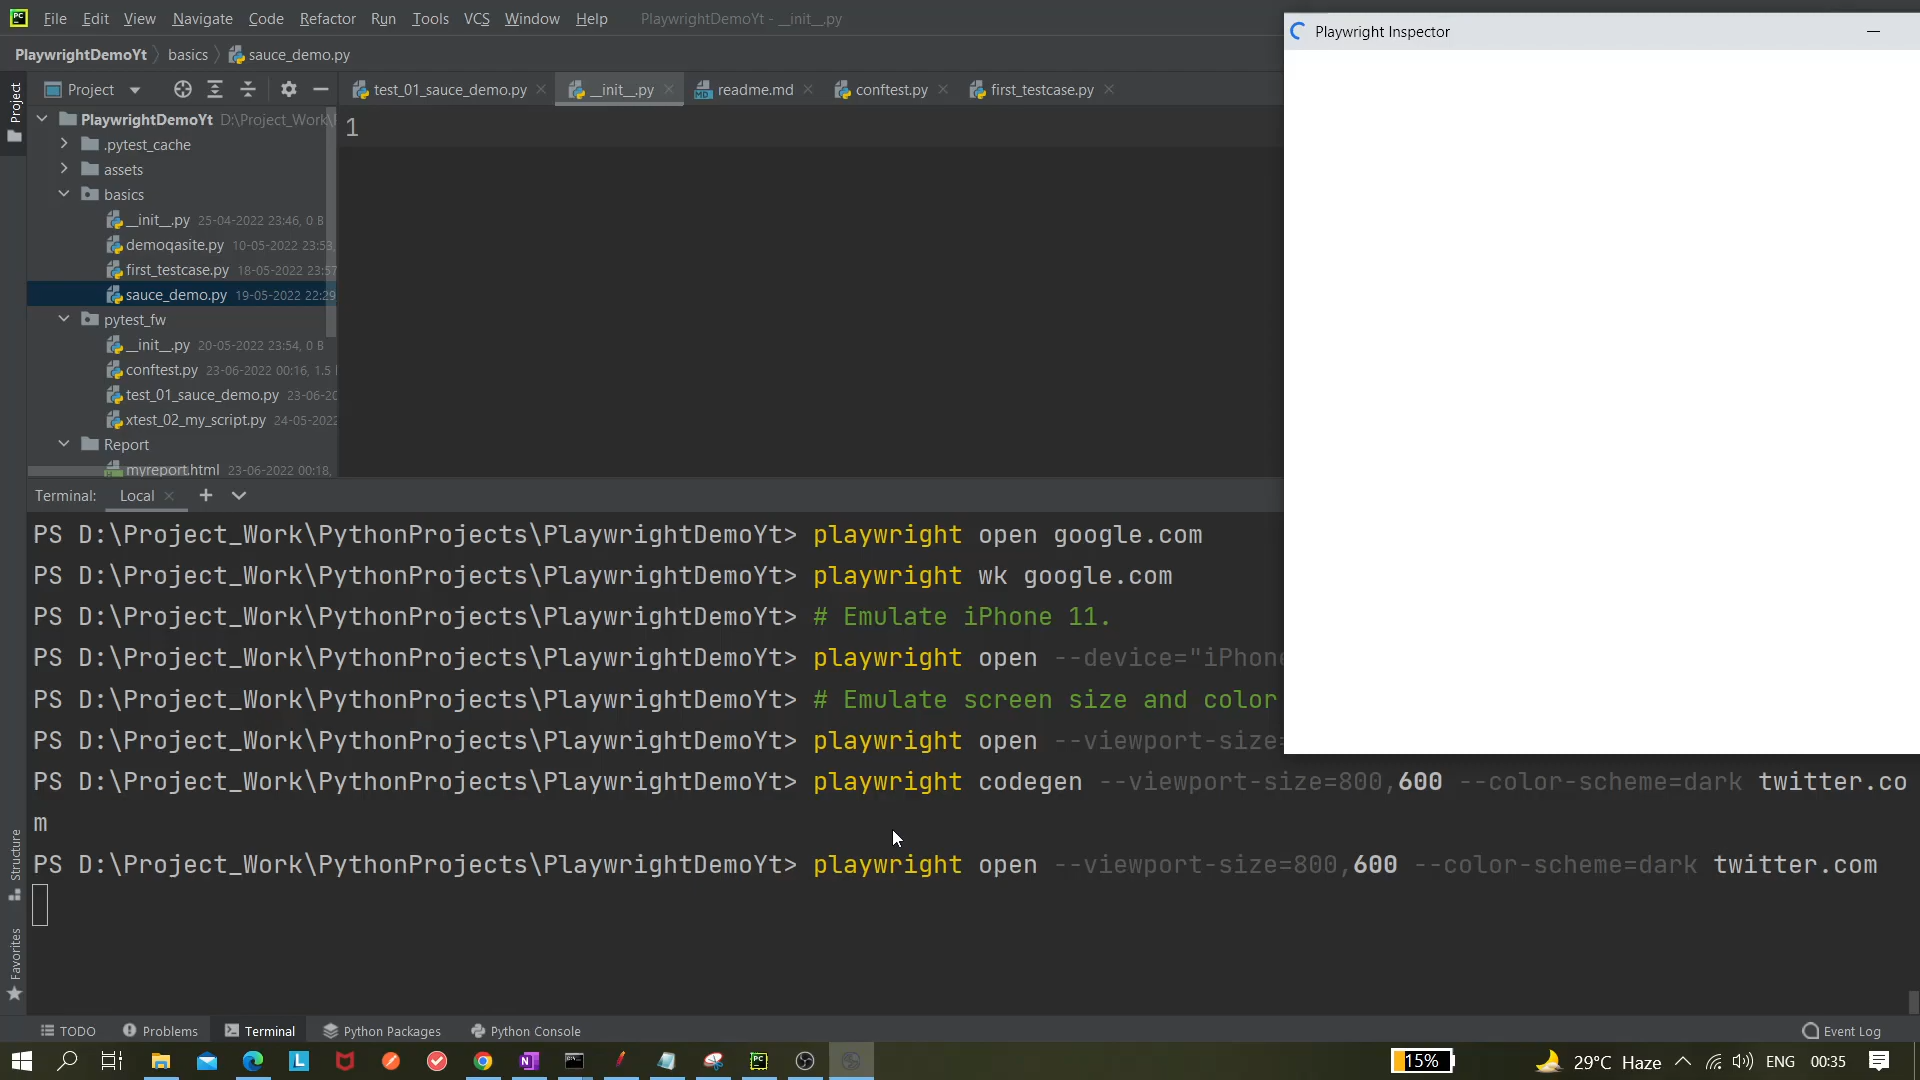 File Edit View Navigate Code Refactor Run Tools VCS Window Help PlaywrightDemoYt - __init__.py
Playwright Inspector
PlaywrightDemoYt basics sauce_demo.py
Project
Project
test_01_sauce_demo.py __init__.py readme.md conftest.py first_testcase.py
PlaywrightDemoYt D:\Project_Work\
1
.pytest_cache
assets
basics
__init__.py 25-04-2022 23:46, 0 B
demoqasite.py 10-05-2022 23:53,
first_testcase.py 18-05-2022 23:57
sauce_demo.py 19-05-2022 22:29
pytest_fw
__init__.py 20-05-2022 23:54, 0 B
conftest.py 23-06-2022 00:16, 1.5
test_01_sauce_demo.py 23-06-20
xtest_02_my_script.py 24-05-2022
Report
myreport.html 23-06-2022 00:18,
Terminal: Local
PS D:\Project_Work\PythonProjects\PlaywrightDemoYt> playwright open google.com
PS D:\Project_Work\PythonProjects\PlaywrightDemoYt> playwright wk google.com
PS D:\Project_Work\PythonProjects\PlaywrightDemoYt> # Emulate iPhone 11.
PS D:\Project_Work\PythonProjects\PlaywrightDemoYt> playwright open --device="iPhone
PS D:\Project_Work\PythonProjects\PlaywrightDemoYt> # Emulate screen size and color
PS D:\Project_Work\PythonProjects\PlaywrightDemoYt> playwright open --viewport-size=
PS D:\Project_Work\PythonProjects\PlaywrightDemoYt> playwright codegen --viewport-size=800,600 --color-scheme=dark twitter.co
m
PS D:\Project_Work\PythonProjects\PlaywrightDemoYt> playwright open --viewport-size=800,600 --color-scheme=dark twitter.com
Structure
Favorites
TODO Problems Terminal Python Packages Python Console Event Log
15% 29°C Haze ENG 00:35